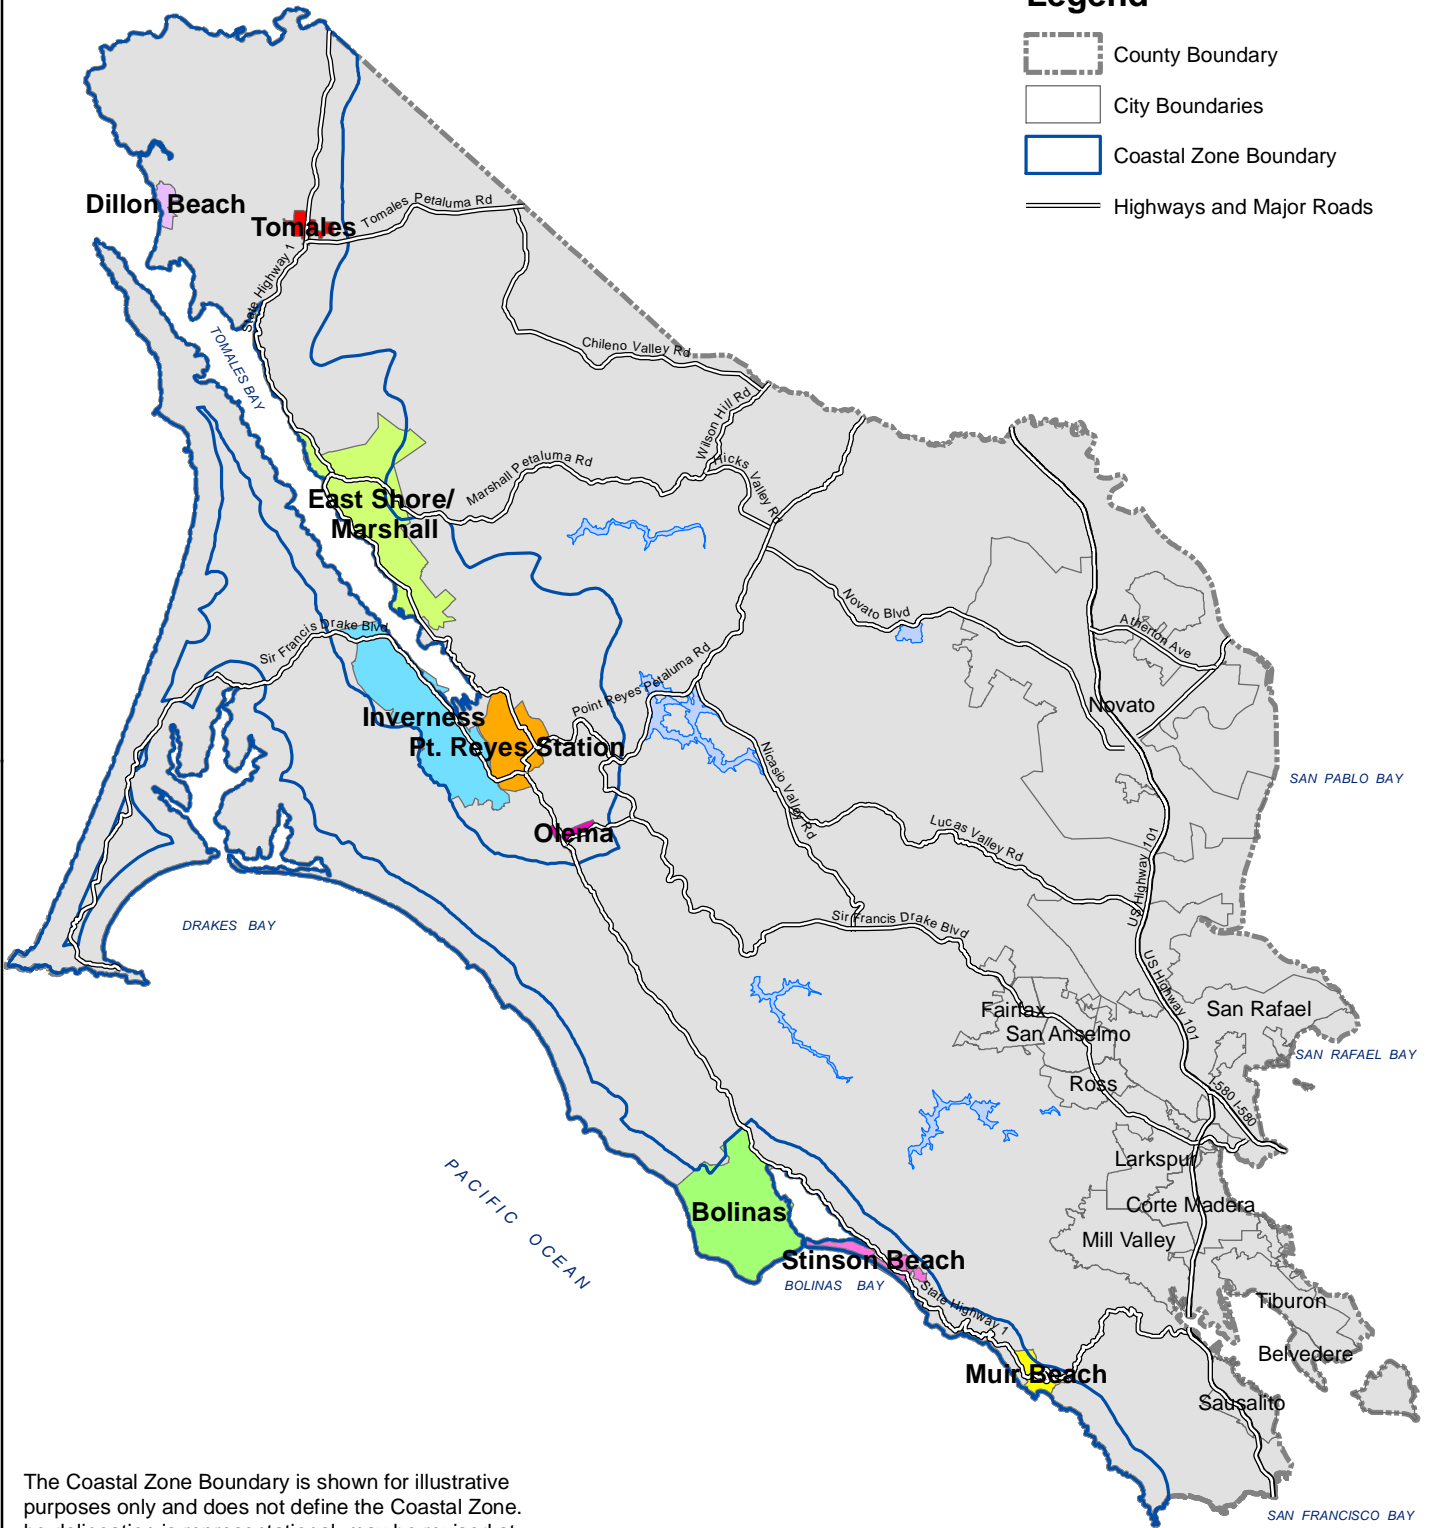 Legend
County Boundary
City Boundaries
Coastal Zone Boundary
Highways and Major Roads
Dillon Beach
Tomales
Tomales Petaluma Rd
State Highway 1
TOMALES BAY
Chileno Valley Rd
Wilson Hill Rd
Hicks Valley Rd
Marshall Petaluma Rd
East Shore/
Marshall
Novato Blvd
Atherton Ave
Sir Francis Drake Blvd
Point Reyes Petaluma Rd
Novato
Inverness
Pt. Reyes Station
Nicasio Valley Rd
SAN PABLO BAY
Olema
Lucas Valley Rd
US Highway 101
DRAKES BAY
Sir Francis Drake Blvd
US Highway 101
Fairfax
San Rafael
San Anselmo
SAN RAFAEL BAY
Ross
I-580 I-580
Larkspur
PACIFIC OCEAN
Corte Madera
Bolinas
Mill Valley
Stinson Beach
BOLINAS BAY
State Highway 1
Tiburon
Belvedere
Muir Beach
Sausalito
The Coastal Zone Boundary is shown for illustrative
purposes only and does not define the Coastal Zone.
SAN FRANCISCO BAY